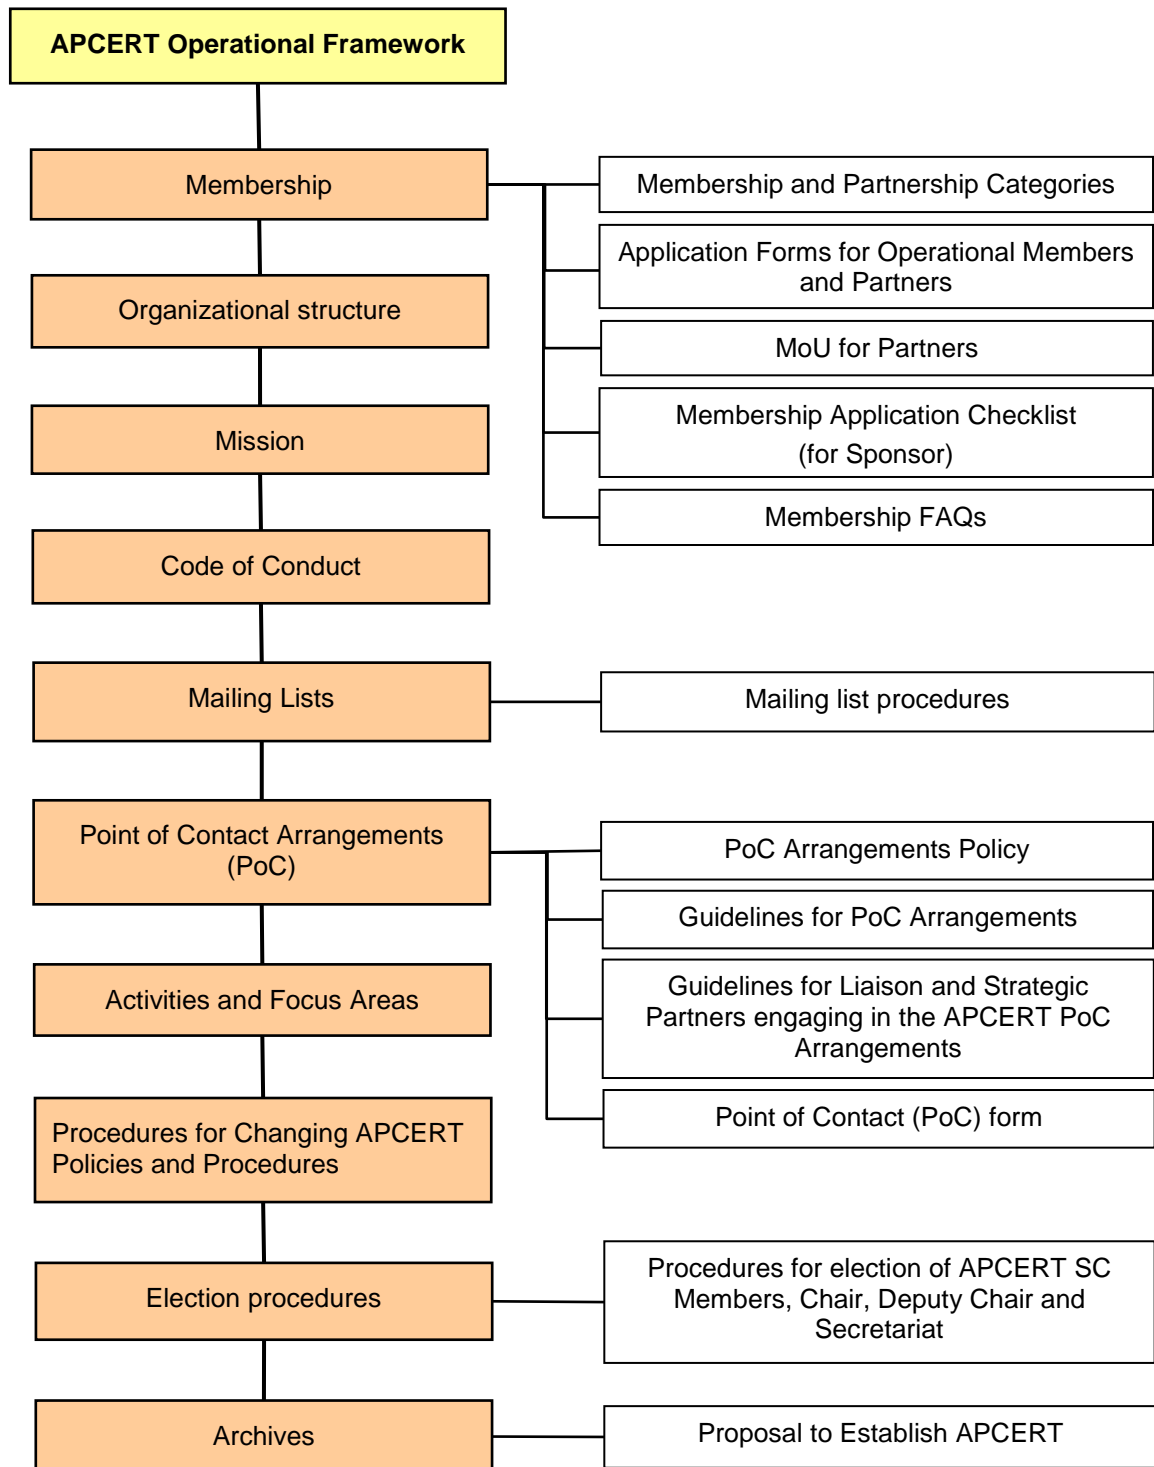 APCERT Operational Framework
Membership
Membership and Partnership Categories
Application Forms for Operational Members
and Partners
Organizational structure
MoU for Partners
Mission
Membership Application Checklist
(for Sponsor)
Membership FAQs
Code of Conduct
Mailing Lists
Mailing list procedures
Point of Contact Arrangements
(PoC)
PoC Arrangements Policy
Guidelines for PoC Arrangements
Activities and Focus Areas
Guidelines for Liaison and Strategic
Partners engaging in the APCERT PoC
Arrangements
Point of Contact (PoC) form
Procedures for Changing APCERT
Policies and Procedures
Election procedures
Procedures for election of APCERT SC
Members, Chair, Deputy Chair and
Secretariat
Archives
Proposal to Establish APCERT